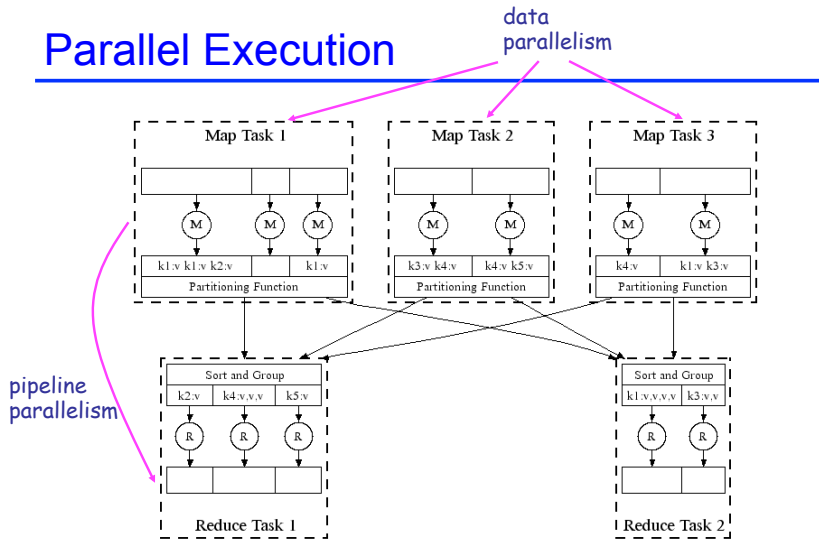 data
parallelism
Parallel Execution
Map Task 1
Map Task 2
Map Task 3
M
M
M
M
M
M
M
k1:v k1:v k2:v
k1:v
k3:v k4:v
k4:v k5:v
k4:v
k1:v k3:v
Partitioning Function
Partitioning Function
Partitioning Function
pipeline
parallelism
Sort and Group
Sort and Group
k2:v
k4:v,v,v
k5:v
k1:v,v,v,v
k3:v,v
R
R
R
R
R
Reduce Task 1
Reduce Task 2